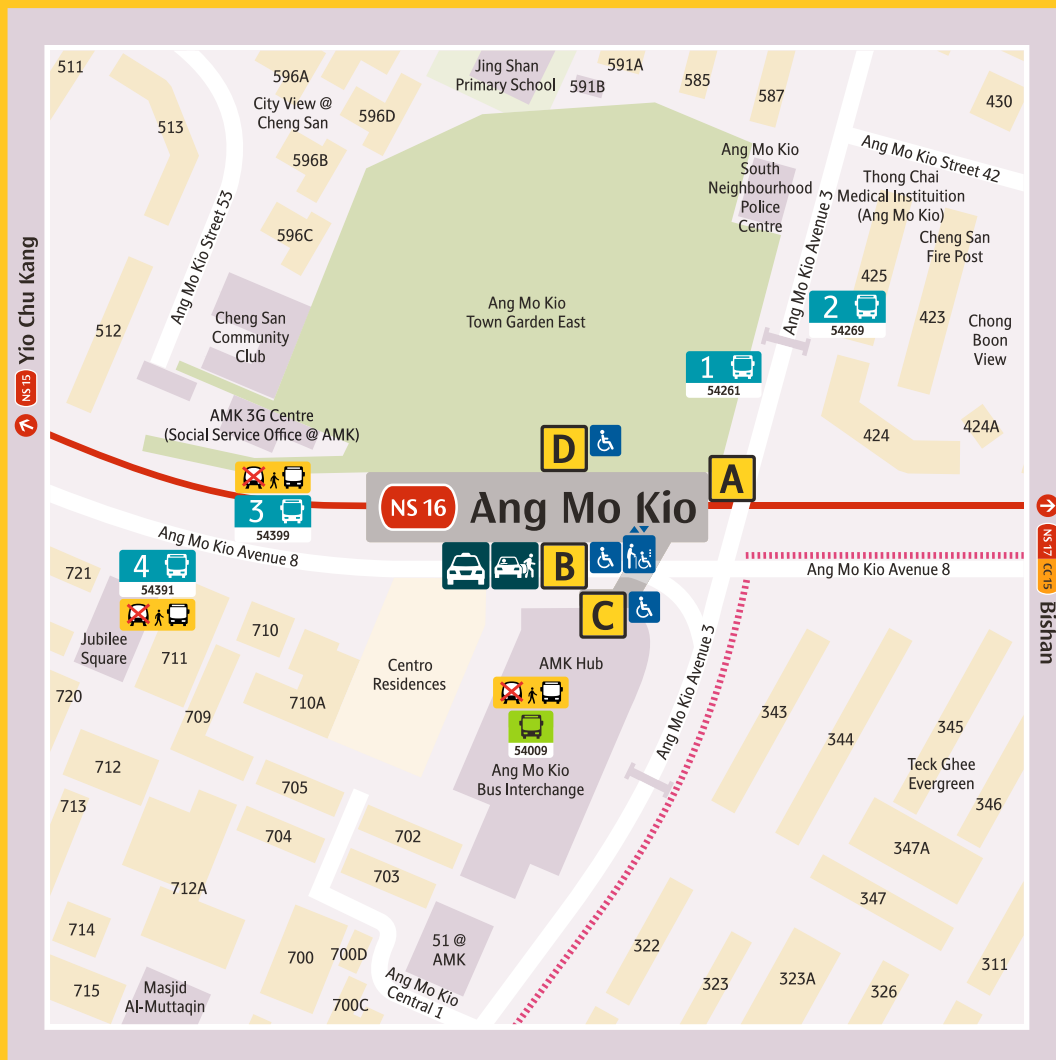 511
596A
City View @
Cheng San
513
596D
596B
596C
Jing Shan
Primary School
591A
591B
585
587
430
Ang Mo Kio Street 42
Ang Mo Kio
South
Neighbourhood
Police
Centre
Thong Chai
Medical Instituition
(Ang Mo Kio)
Cheng San
Fire Post
Ang Mo Kio Street 53
Ang Mo Kio Avenue 3
425
423
2
54269
Chong
Boon
View
512
Cheng San
Community
Club
Ang Mo Kio
Town Garden East
1
54261
NS 15 Yio Chu Kang
AMK 3G Centre
(Social Service Office @ AMK)
424
424A
D
A
3
54399
NS 16 Ang Mo Kio
NS 17 CC 15 Bishan
Ang Mo Kio Avenue 8
B
Ang Mo Kio Avenue 8
721
4
54391
C
Jubilee
Square
710
711
720
709
710A
Centro
Residences
AMK Hub
54009
Ang Mo Kio
Bus Interchange
Ang Mo Kio Avenue 3
343
344
345
Teck Ghee
Evergreen
346
347A
347
712
713
705
704
702
703
712A
714
715
Masjid
Al-Muttaqin
700
700D
700C
51 @
AMK
Ang Mo Kio
Central 1
322
323
323A
326
311